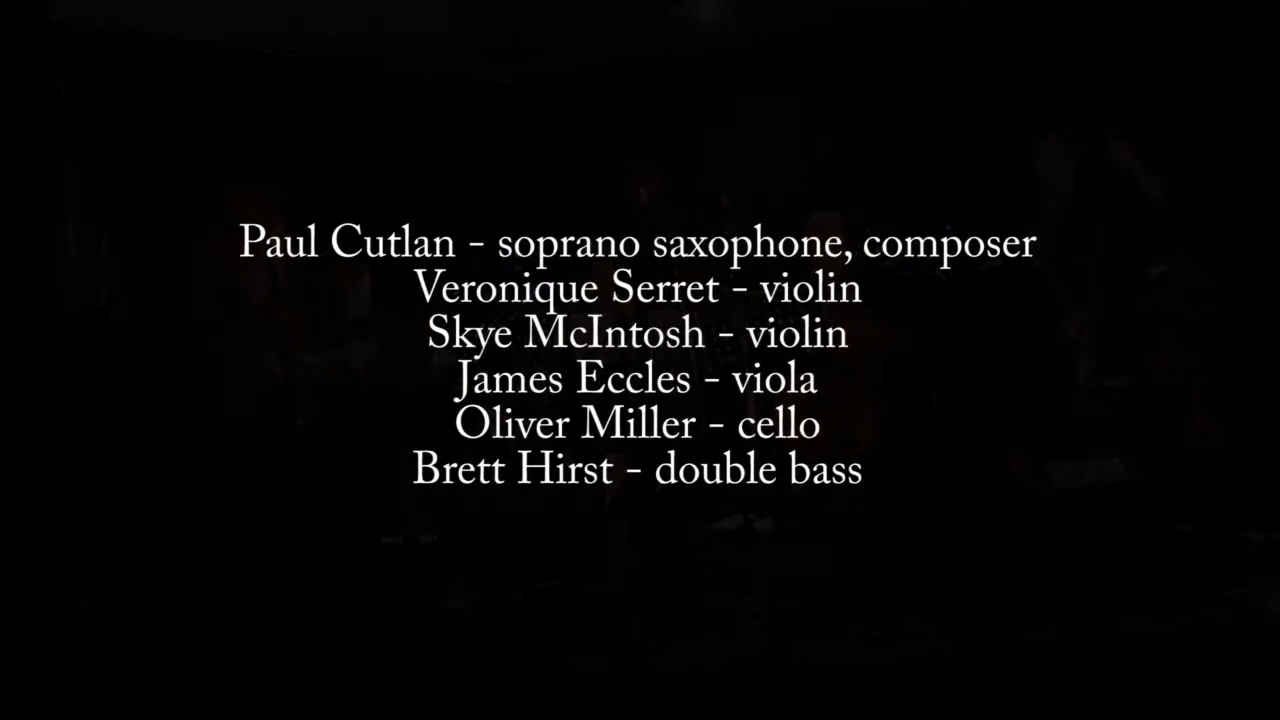 Paul Cutlan - soprano saxophone, composer
Veronique Serret - violin
Skye McIntosh - violin
James Eccles - viola
Oliver Miller - cello
Brett Hirst - double bass